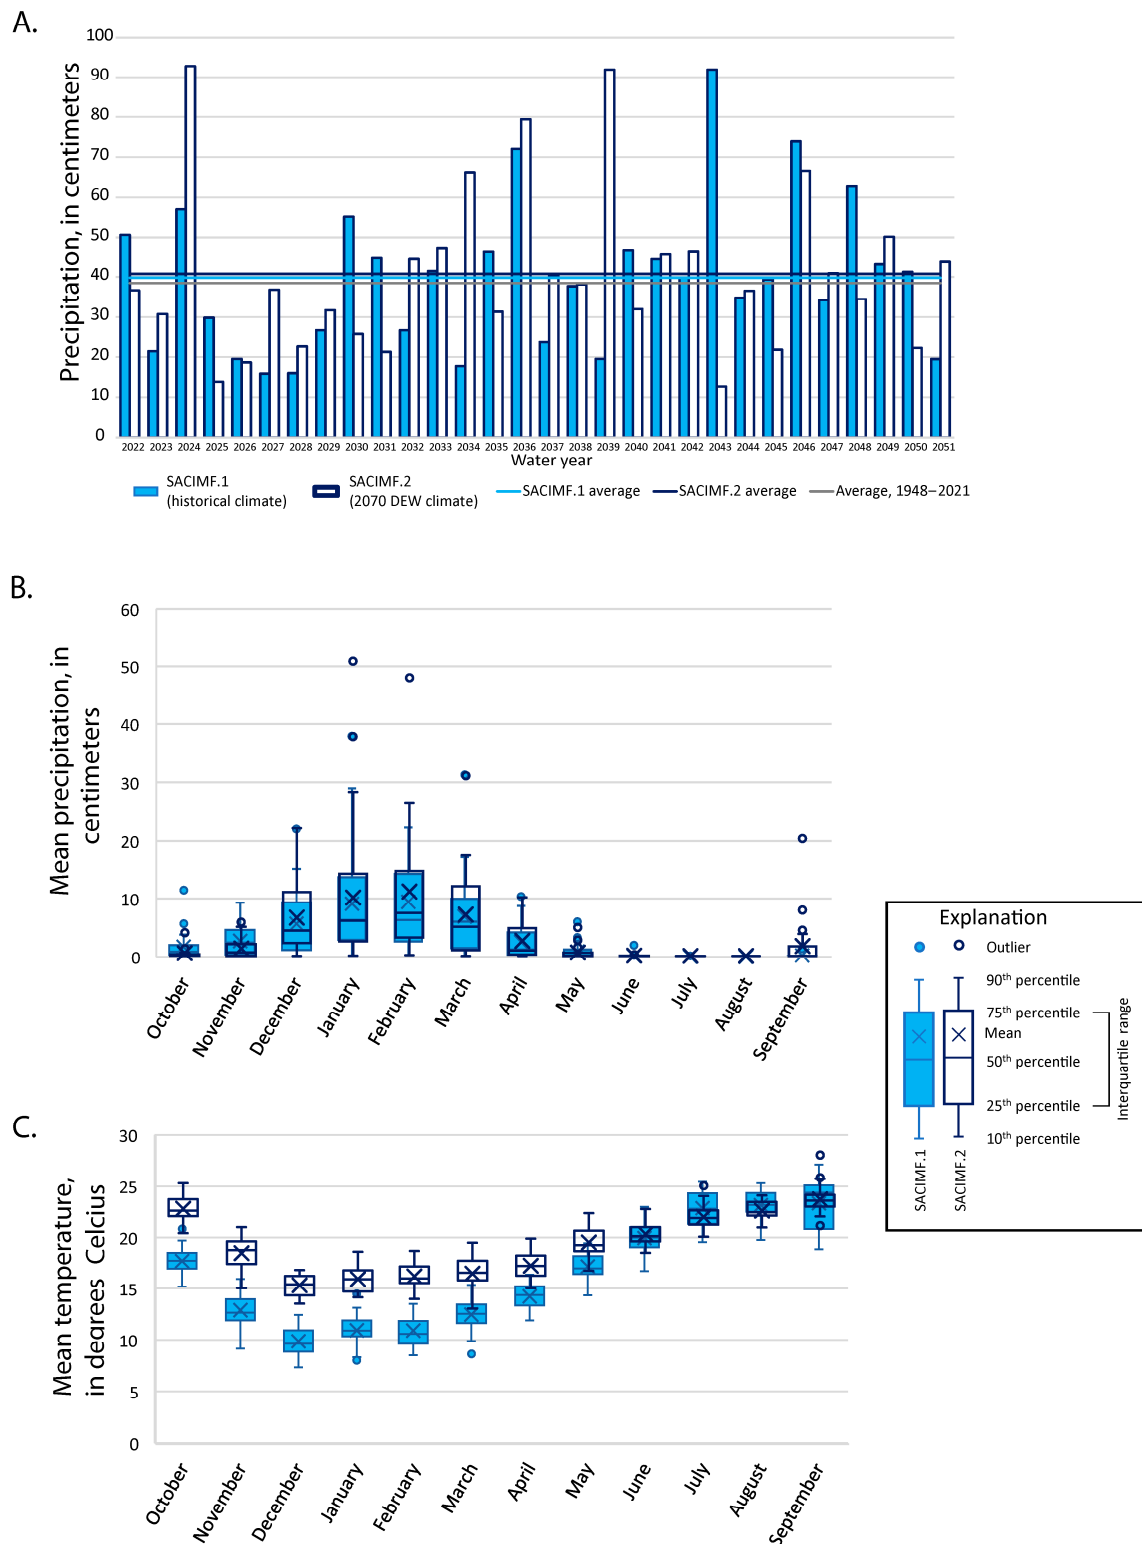 A.
Precipitation, in centimeters
100
90
80
70
60
50
40
30
20
10
0
2022 2023 2024 2025 2026 2027 2028 2029 2030 2031 2032 2033 2034 2035 2036 2037 2038 2039 2040 2041 2042 2043 2044 2045 2046 2047 2048 2049 2050 2051
Water year
SACIMF.1
(historical climate)
SACIMF.2
(2070 DEW climate)
SACIMF.1 average
SACIMF.2 average
Average, 1948–2021
B.
Mean precipitation, in
centimeters
60
50
40
30
20
10
0
October November December January February March April May June July August September
Explanation
Outlier
90th percentile
75th percentile
Mean
50th percentile
25th percentile
10th percentile
Interquartile range
SACIMF.1
SACIMF.2
C.
Mean temperature,
in dearees Celcius
30
25
20
15
10
5
0
October November December January February March April May June July August September